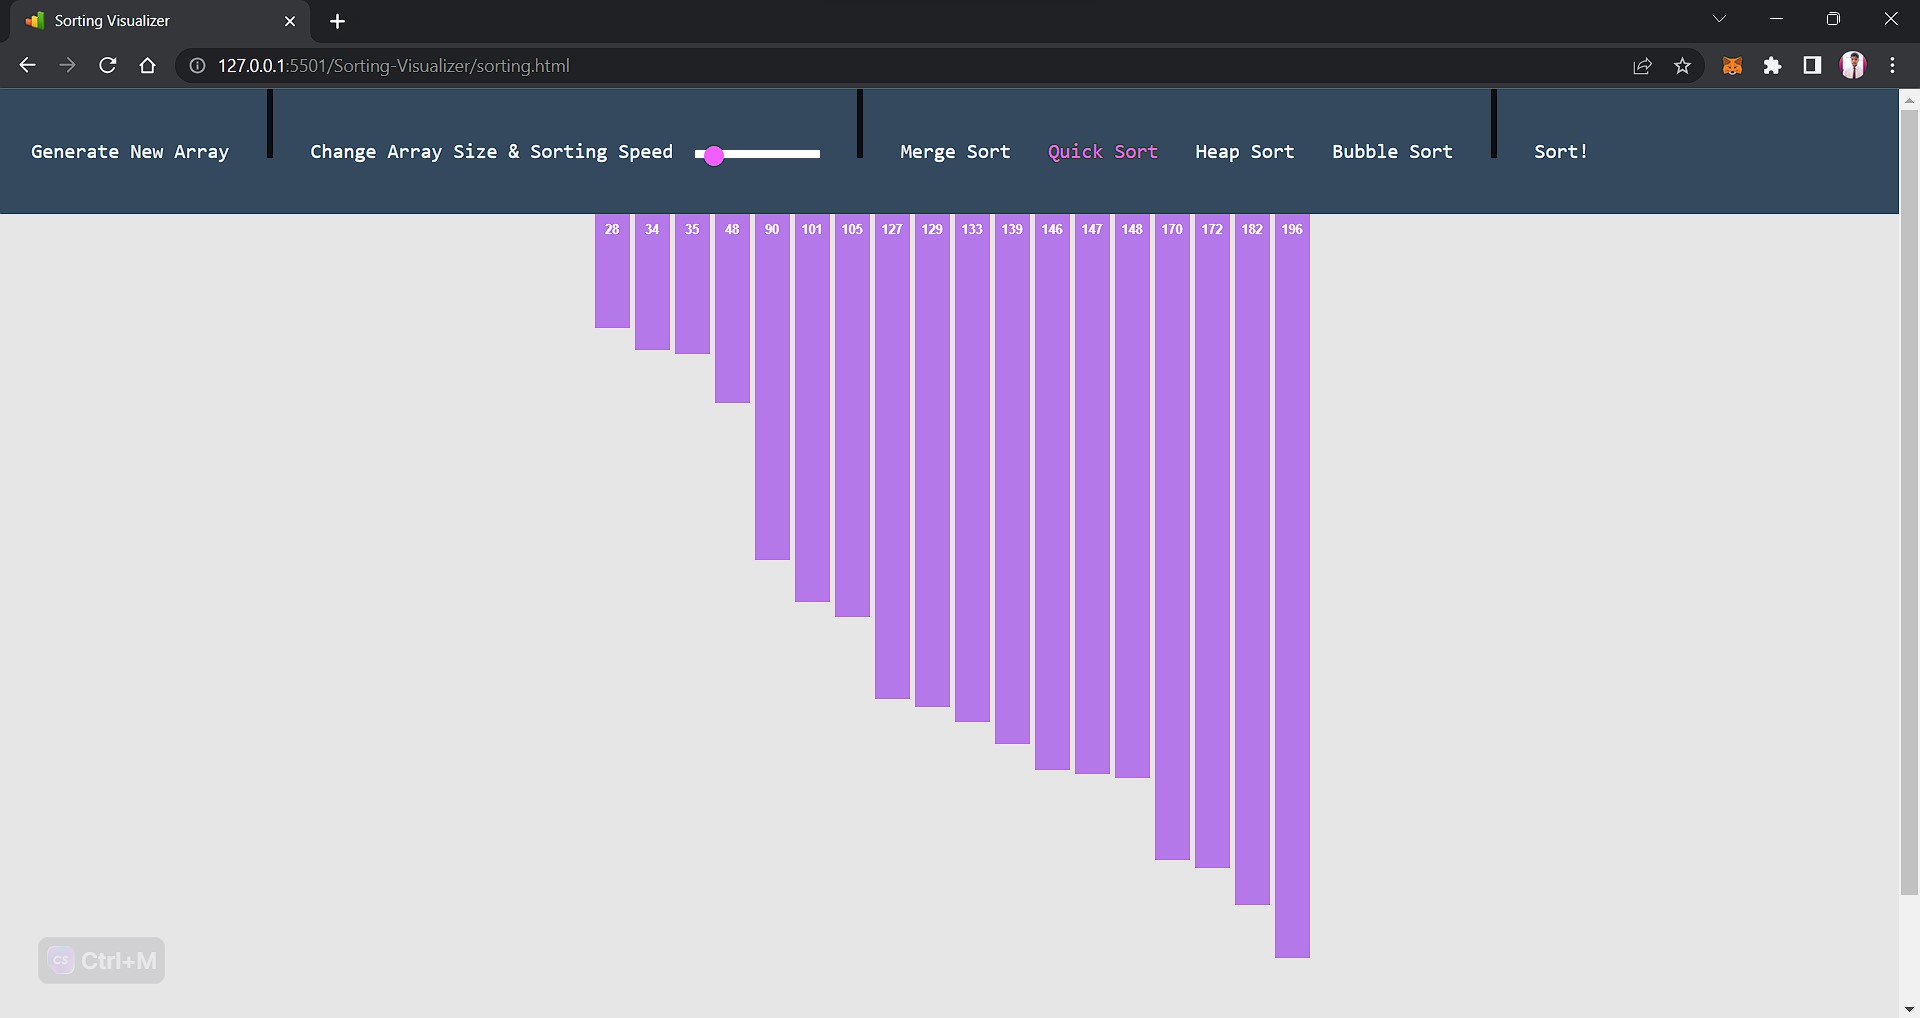 Sorting Visualizer
127.0.0.1:5501/Sorting-Visualizer/sorting.html
Generate New Array Change Array Size & Sorting Speed Merge Sort Quick Sort Heap Sort Bubble Sort Sort!
28 34 35 48 90 101 105 127 129 133 139 146 147 148 170 172 182 196
CS Ctrl+M